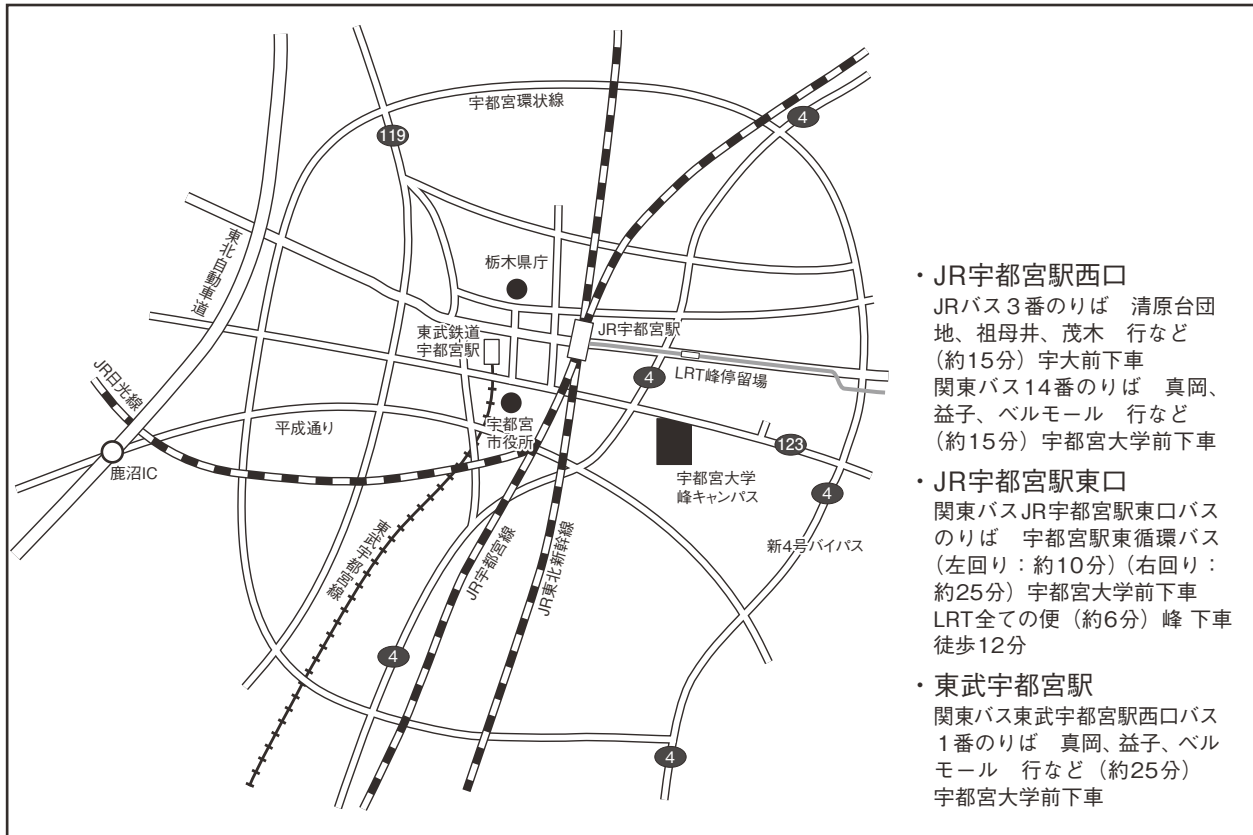 宇都宮環状線
119
4
東北自動車道
栃木県庁
東武鉄道
宇都宮駅
JR宇都宮駅
LRT峰停留場
4
JR日光線
平成通り
宇都宮
市役所
123
鹿沼IC
宇都宮大学
峰キャンパス
4
新4号バイパス
東武宇都宮線
JR宇都宮線
JR東北新幹線
4
4
・JR宇都宮駅西口
JRバス3番のりば 清原台団
地、祖母井、茂木 行など
(約15分)宇大前下車
関東バス14番のりば 真岡、
益子、ベルモール 行など
(約15分)宇都宮大学前下車
・JR宇都宮駅東口
関東バスJR宇都宮駅東口バス
のりば 宇都宮駅東循環バス
(左回り:約10分)(右回り:
約25分)宇都宮大学前下車
LRT全ての便(約6分)峰 下車
徒歩12分
・東武宇都宮駅
関東バス東武宇都宮駅西口バス
1番のりば 真岡、益子、ベル
モール 行など(約25分)
宇都宮大学前下車